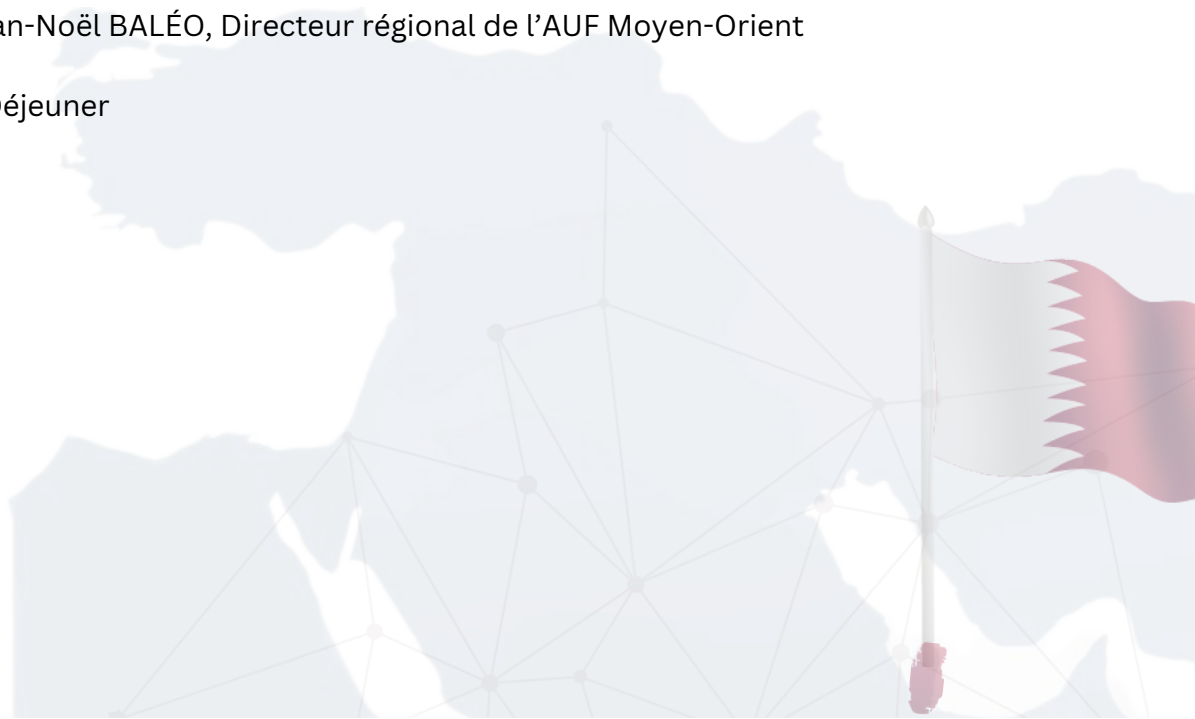 an-Noël BALÉO, Directeur régional de l’AUF Moyen-Orient
éjeuner